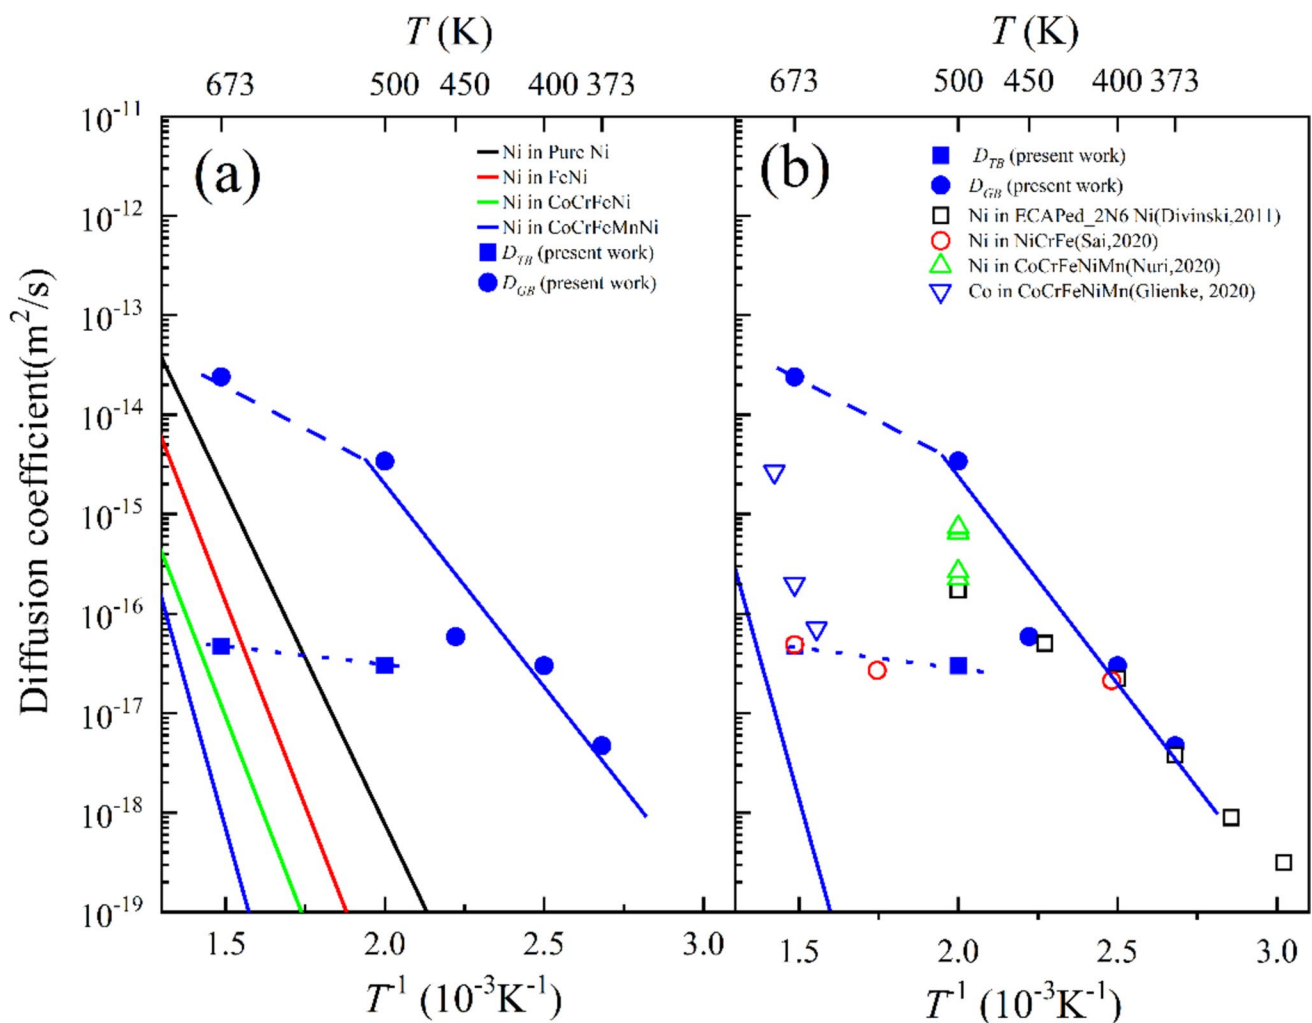 T (K)
T (K)
673 500 450 400 373
673 500 450 400 373
Diffusion coefficient(m²/s)
10⁻¹¹
10⁻¹²
10⁻¹³
10⁻¹⁴
10⁻¹⁵
10⁻¹⁶
10⁻¹⁷
10⁻¹⁸
10⁻¹⁹
(a)
Ni in Pure Ni
Ni in FeNi
Ni in CoCrFeNi
Ni in CoCrFeMnNi
D_TB (present work)
D_GB (present work)
(b)
D_TB (present work)
D_GB (present work)
Ni in ECAPed_2N6 Ni(Divinski,2011)
Ni in NiCrFe(Sai,2020)
Ni in CoCrFeNiMn(Nuri,2020)
Co in CoCrFeNiMn(Glienke, 2020)
1.5 2.0 2.5 3.0
1.5 2.0 2.5 3.0
T⁻¹ (10⁻³K⁻¹)
T⁻¹ (10⁻³K⁻¹)